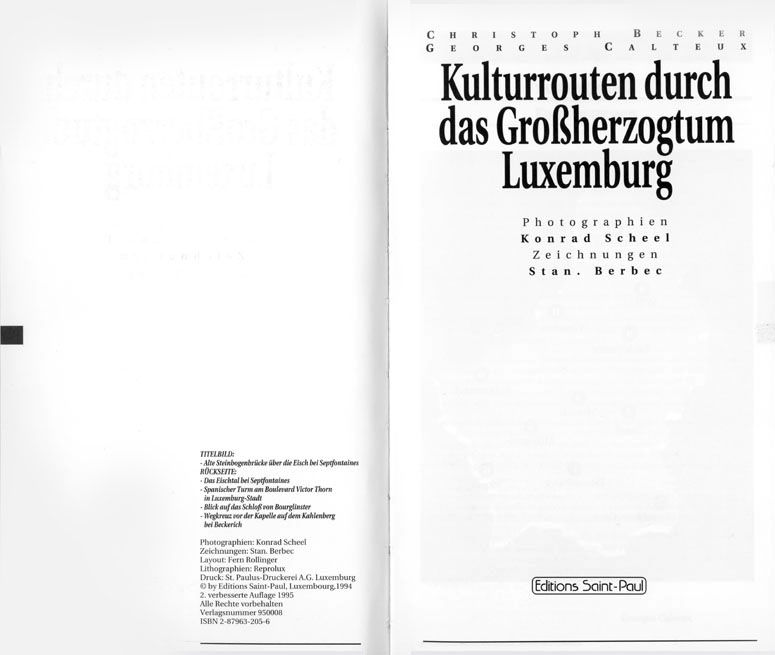 TITELBILD:
- Alte Steinbogenbrücke über die Eisch bei Septfontaines
RÜCKSEITE:
- Das Eischtal bei Septfontaines
- Spanischer Turm am Boulevard Victor Thorn
in Luxemburg-Stadt
- Blick auf das Schloß von Bourglinster
- Wegkreuz vor der Kapelle auf dem Kahlenberg
bei Beckerich
Photographien: Konrad Scheel
Zeichnungen: Stan. Berbec
Layout: Fern Rollinger
Lithographien: Reprolux
Druck: St. Paulus-Druckerei A.G. Luxemburg
© by Editions Saint-Paul, Luxembourg,1994
2. verbesserte Auflage 1995
Alle Rechte vorbehalten
Verlagsnummer 950008
ISBN 2-87963-205-6
CHRISTOPH BECKER
GEORGES CALTEUX
Kulturrouten durch
das Großherzogtum
Luxemburg
Photographien
Konrad Scheel
Zeichnungen
Stan. Berbec
Editions Saint-Paul